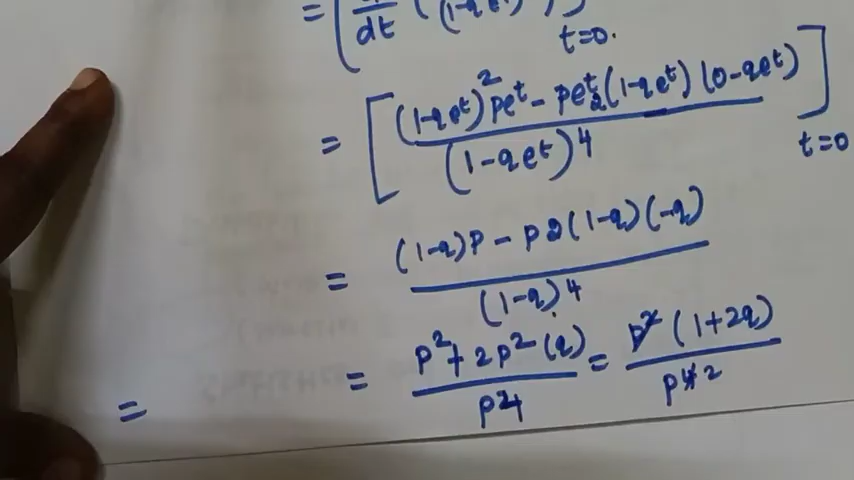 = ( d/dt ( /(1-qe^t) ) ) t=0.
= [ ((1-qe^t)^2 pe^t - pe^t 2(1-qe^t) (0-qe^t)) / (1-qe^t)^4 ] t=0
= ((1-q)p - p2(1-q)(-q)) / (1-q)^4
= (p^2 + 2p^2(q)) / p^4 = p^2 (1+2q) / p^4 2
=